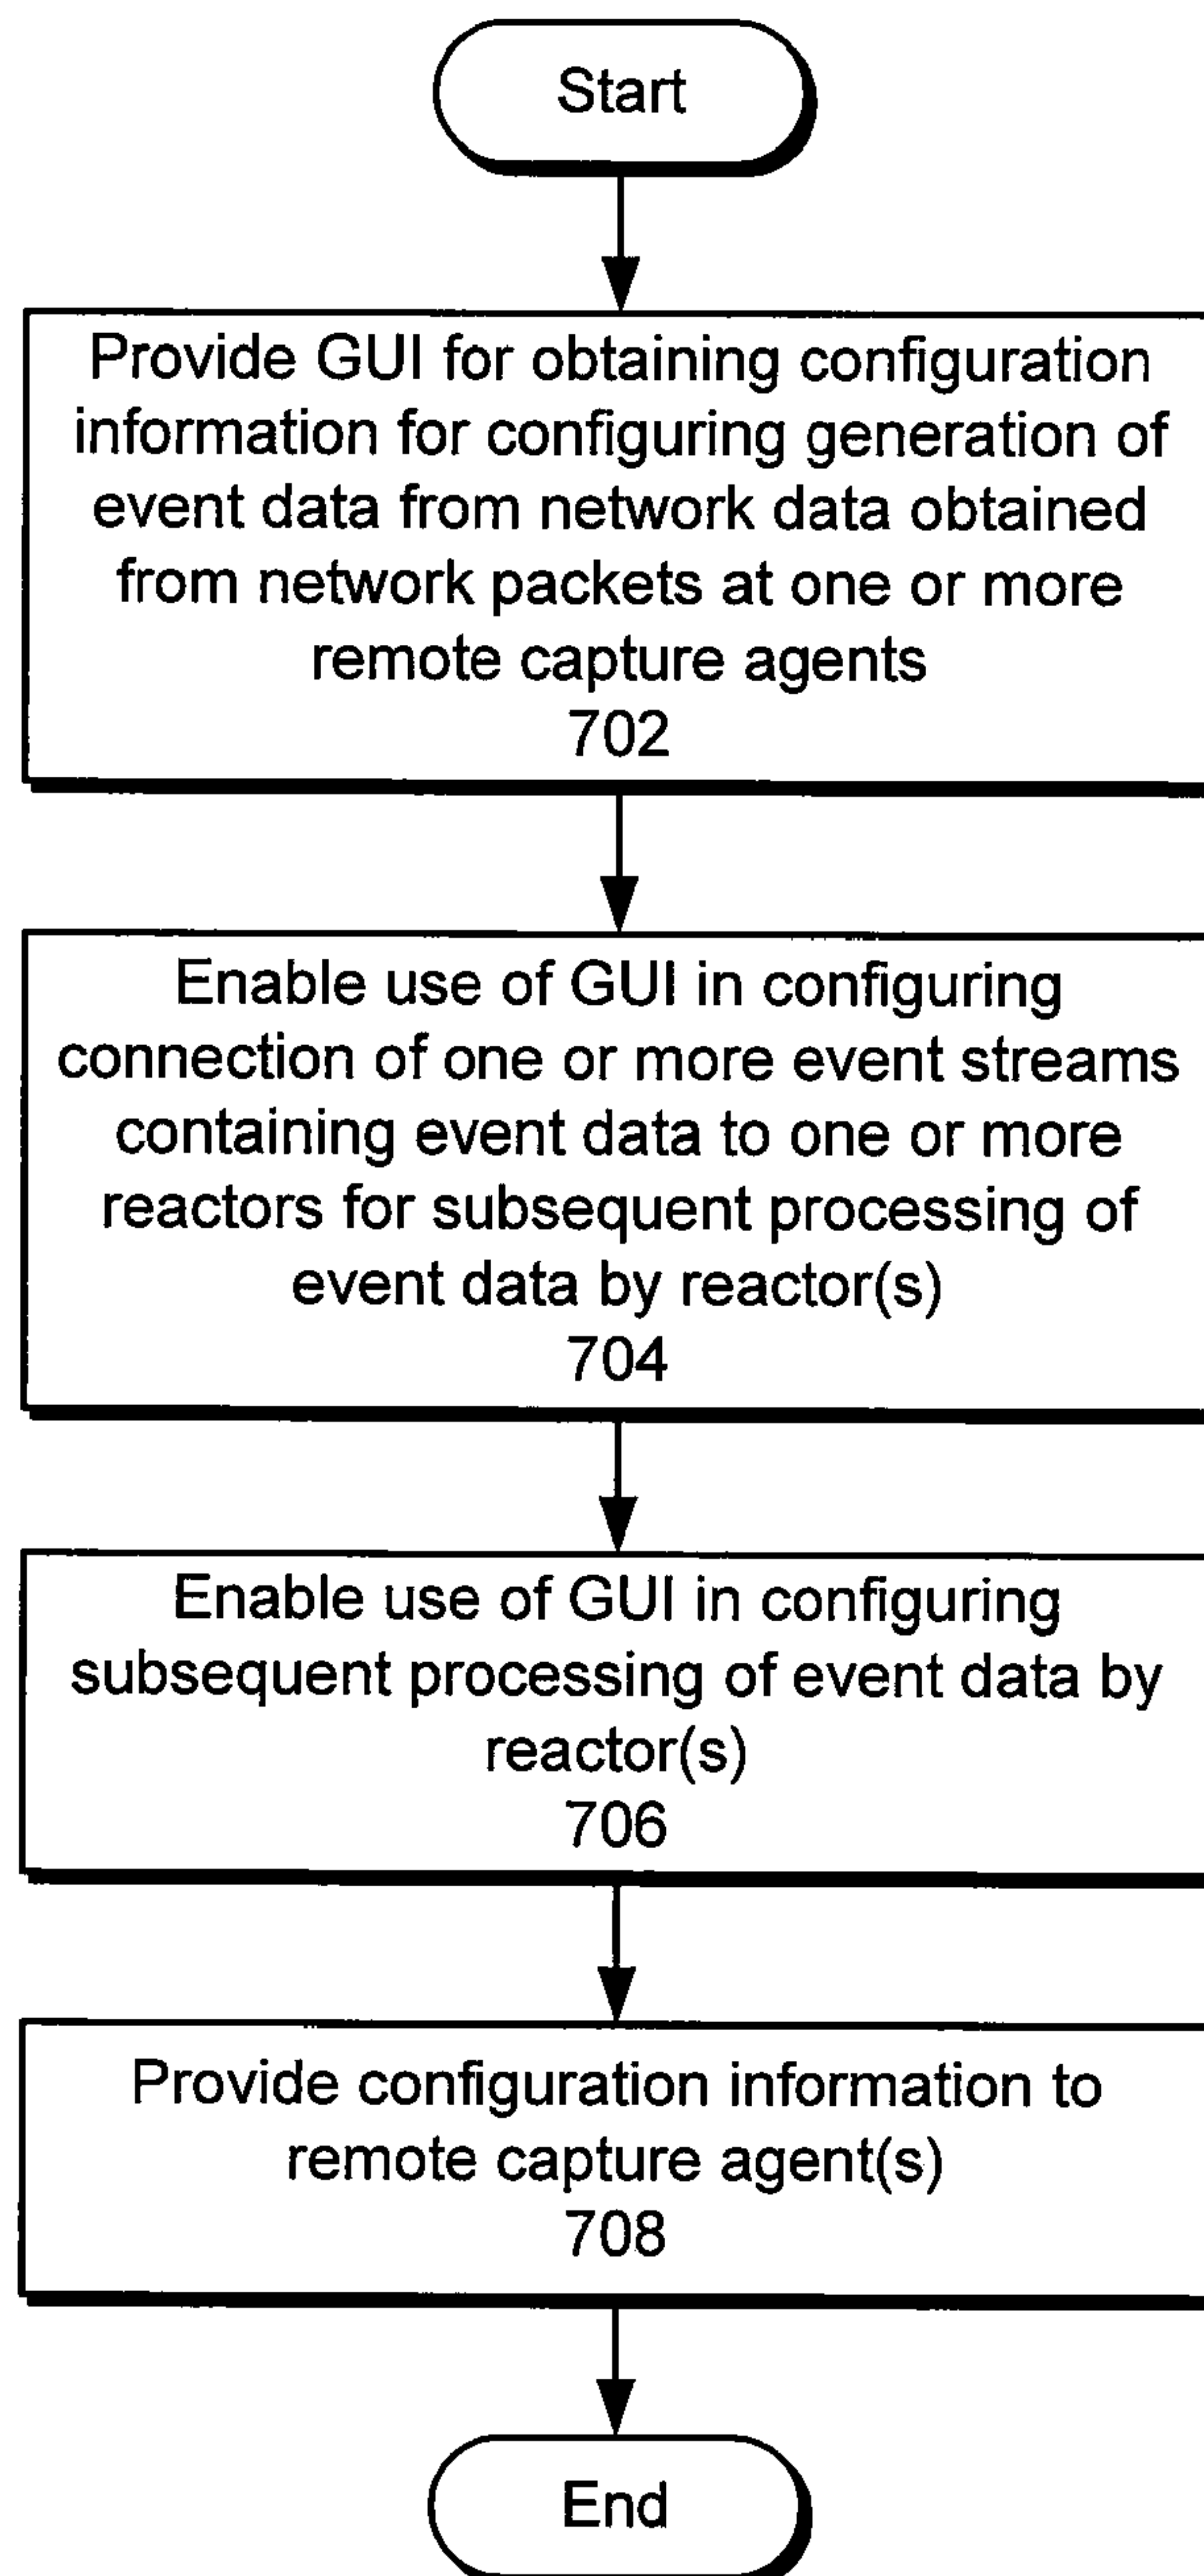 Start
Provide GUI for obtaining configuration
information for configuring generation of
event data from network data obtained
from network packets at one or more
remote capture agents
702
Enable use of GUI in configuring
connection of one or more event streams
containing event data to one or more
reactors for subsequent processing of
event data by reactor(s)
704
Enable use of GUI in configuring
subsequent processing of event data by
reactor(s)
706
Provide configuration information to
remote capture agent(s)
708
End